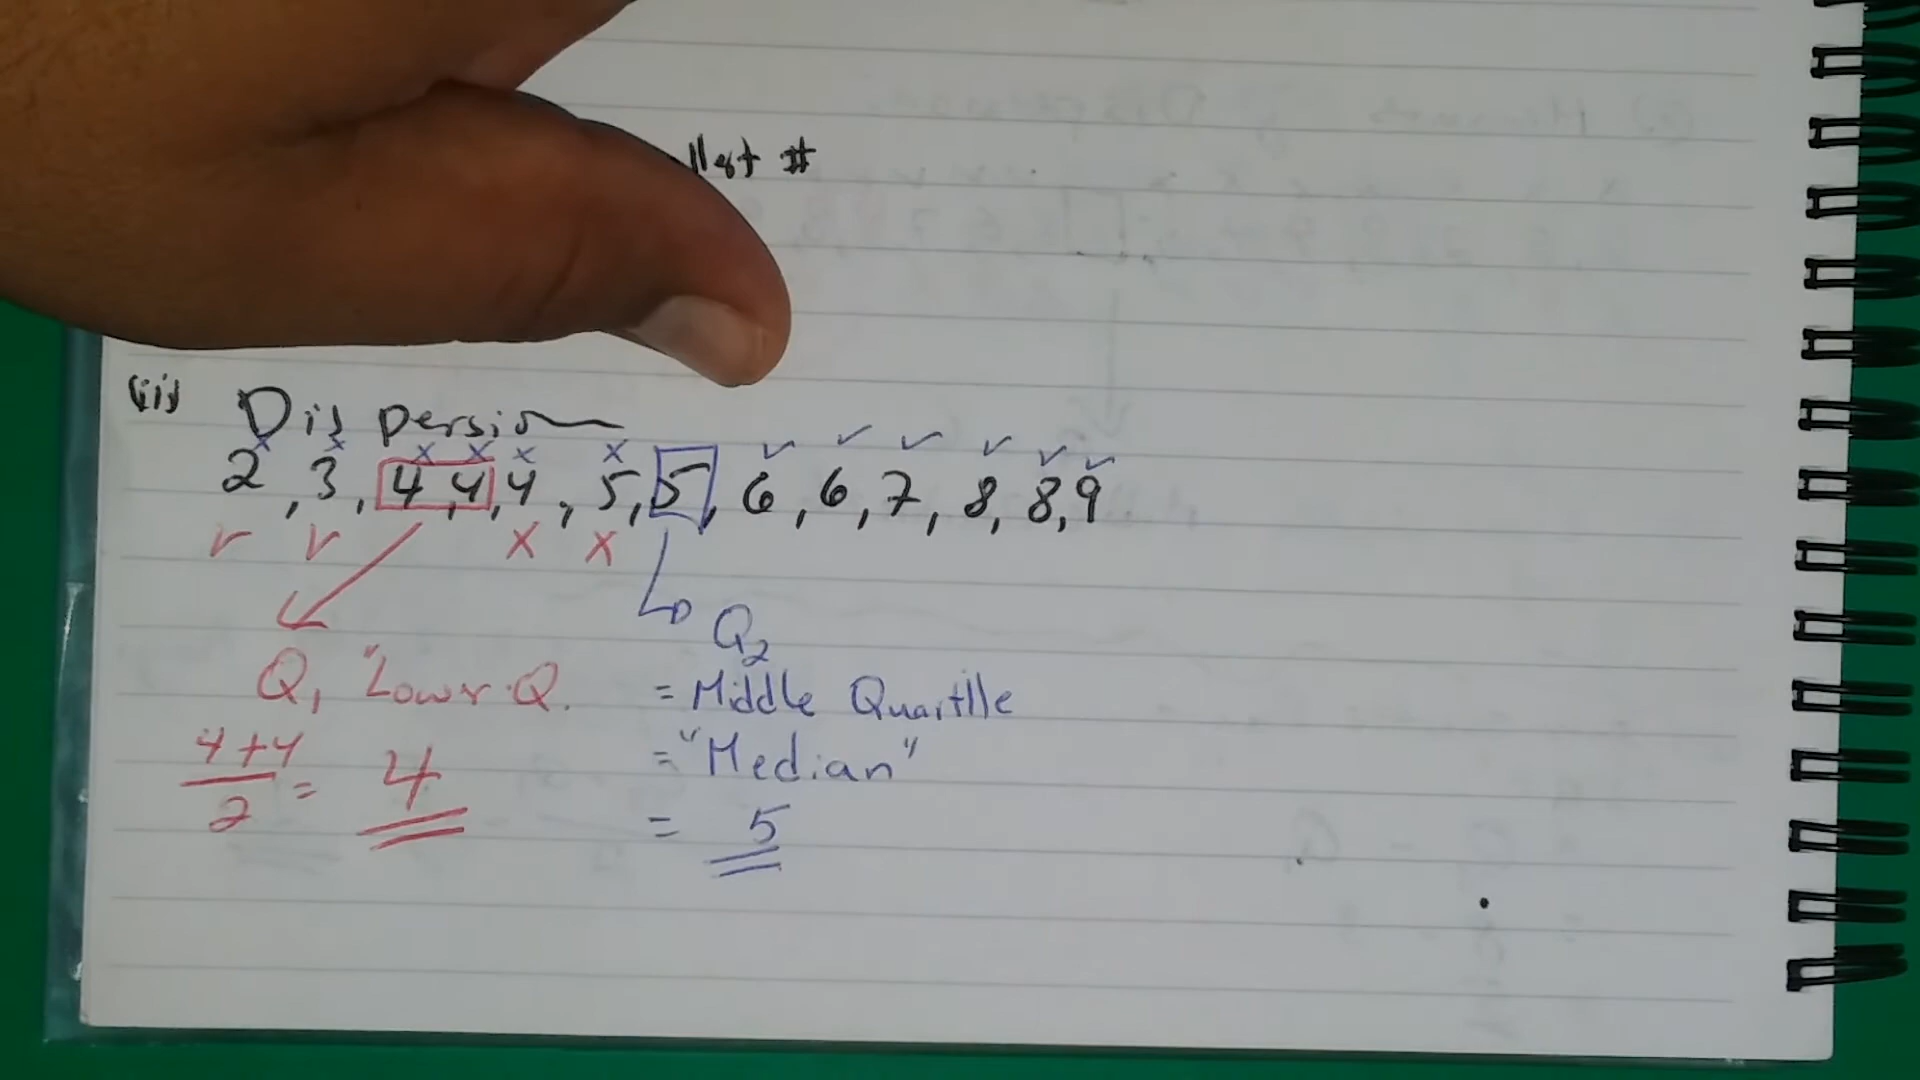 #
(ii) Dispersion
x x x x x x ✓ ✓ ✓ ✓ ✓ ✓
2, 3, 4, 4, 4, 5, 5, 6, 6, 7, 8, 8, 9
✓ ✓ x x
Q2
Q1 "Lower Q. = Middle Quartile
4+4/2 = 4 = "Median"
= 5